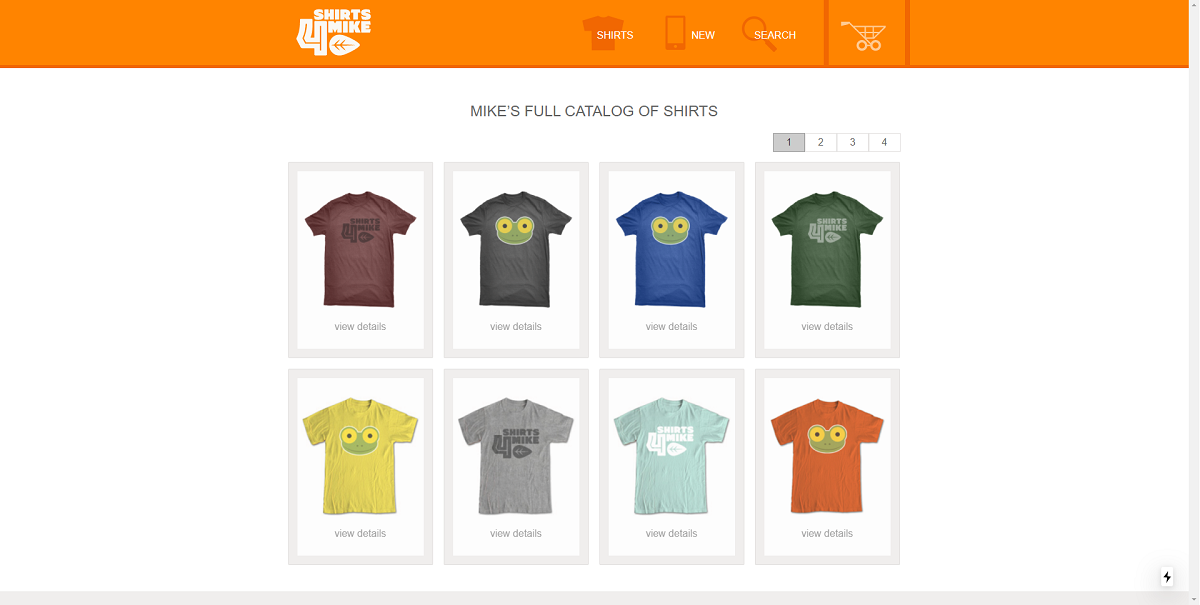 SHIRTS
4 MIKE
SHIRTS
NEW
SEARCH
MIKE'S FULL CATALOG OF SHIRTS
1 2 3 4
SHIRTS
4 MIKE
SHIRTS
4 MIKE
view details view details view details view details
SHIRTS
4 MIKE
SHIRTS
4 MIKE
view details view details view details view details